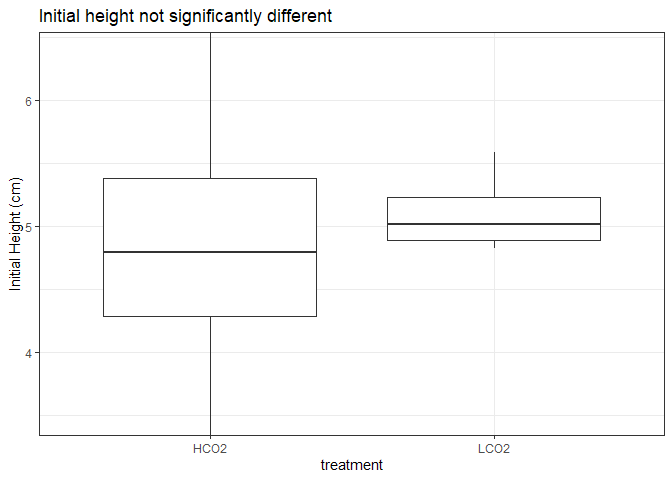 Initial height not significantly different
Initial Height (cm)
6
5
4
HCO2
LCO2
treatment